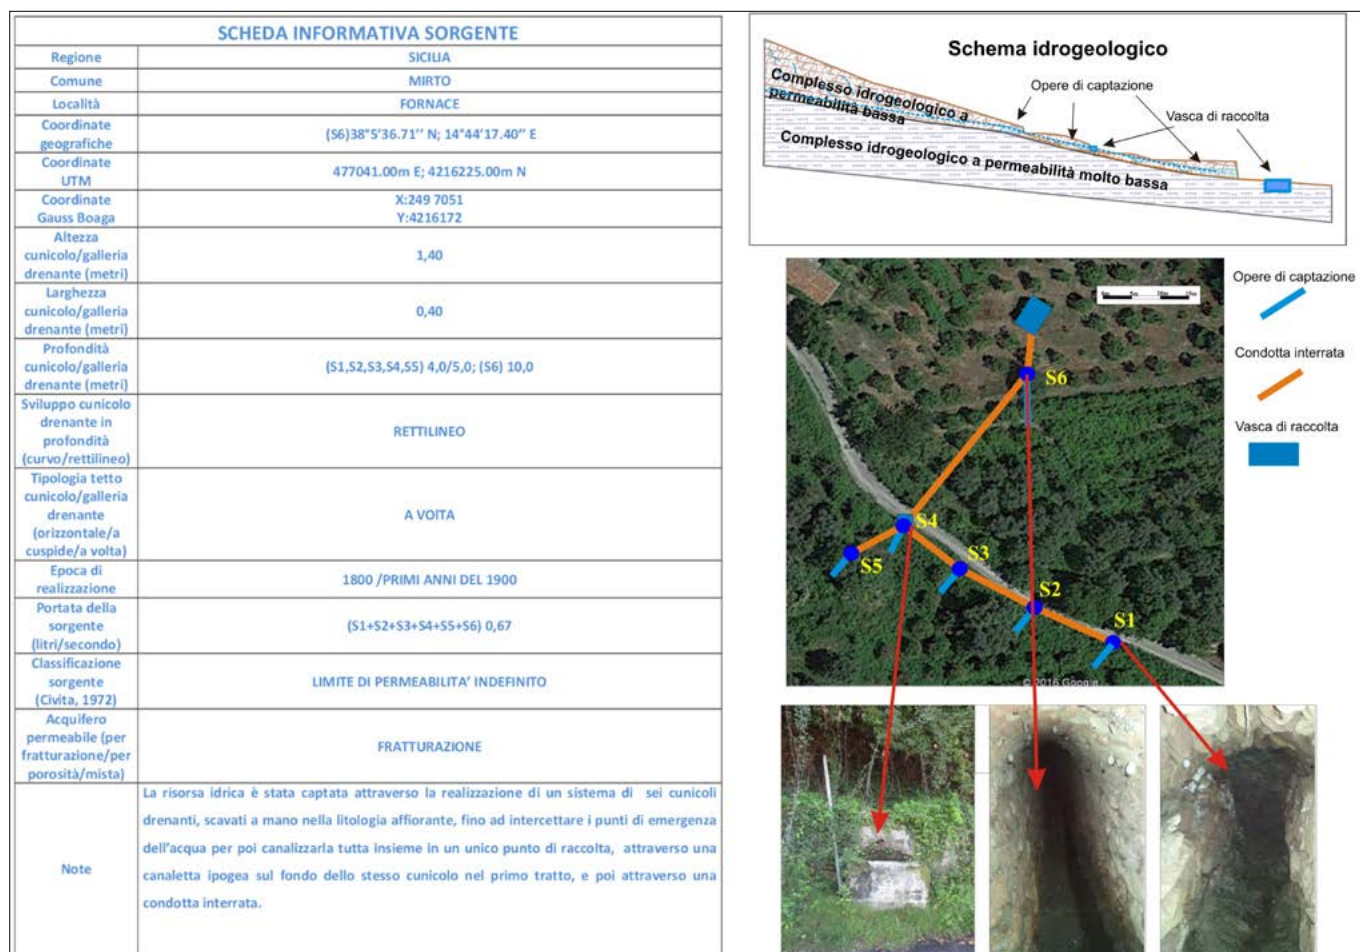 SCHEDA INFORMATIVA SORGENTE
Regione
SICILIA
Comune
MIRTO
Località
FORNACE
Coordinate
geografiche
(S6)38°5'36.71'' N; 14°44'17.40'' E
Coordinate
UTM
477041.00m E; 4216225.00m N
Coordinate
Gauss Boaga
X:249 7051
Y:4216172
Altezza
cunicolo/galleria
drenante (metri)
1,40
Larghezza
cunicolo/galleria
drenante (metri)
0,40
Profondità
cunicolo/galleria
drenante (metri)
(S1,S2,S3,S4,S5) 4,0/5,0; (S6) 10,0
Sviluppo cunicolo
drenante in
profondità
(curvo/rettilineo)
RETTILINEO
Tipologia tetto
cunicolo/galleria
drenante
(orizzontale/a
cuspide/a volta)
A VOLTA
Epoca di
realizzazione
1800 /PRIMI ANNI DEL 1900
Portata della
sorgente
(litri/secondo)
(S1+S2+S3+S4+S5+S6) 0,67
Classificazione
sorgente
(Civita, 1972)
LIMITE DI PERMEABILITA' INDEFINITO
Acquifero
permeabile (per
fratturazione/per
porosità/mista)
FRATTURAZIONE
Note
La risorsa idrica è stata captata attraverso la realizzazione di un sistema di sei cunicoli
drenanti, scavati a mano nella litologia affiorante, fino ad intercettare i punti di emergenza
dell'acqua per poi canalizzarla tutta insieme in un unico punto di raccolta, attraverso una
canaletta ipogea sul fondo dello stesso cunicolo nel primo tratto, e poi attraverso una
condotta interrata.
Schema idrogeologico
Complesso idrogeologico a
permeabilità bassa
Opere di captazione
Vasca di raccolta
Complesso idrogeologico a permeabilità molto bassa
S6
S4
S5
S3
S2
S1
© 2016 Google
Opere di captazione
Condotta interrata
Vasca di raccolta